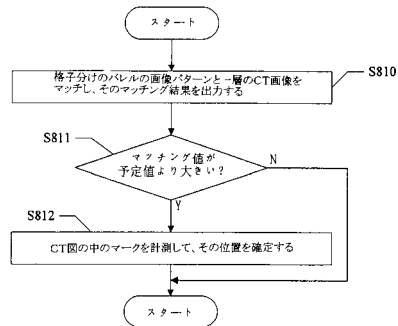 スタート
格子分けのバレルの画像パターンと一層のCT画像を
マッチし、そのマッチング結果を出力する
S810
S811
マッチング値が
予定値より大きい?
N
Y
S812
CT図の中のマークを計測して、その位置を確定する
スタート